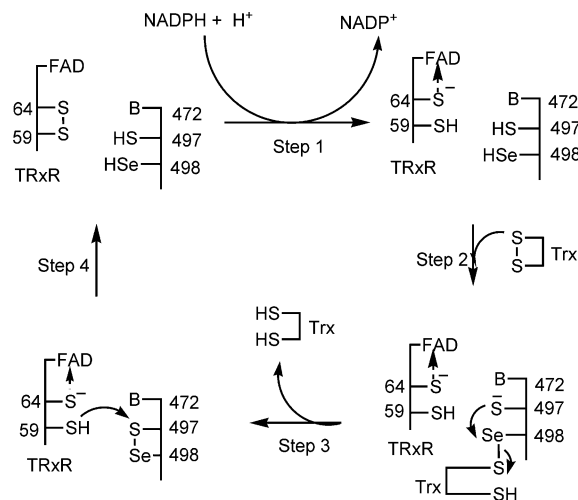 NADPH + H⁺ NADP⁺
FAD
64 S
59 S
TRxR
B 472
HS 497
HSe 498
Step 1
FAD
64 S⁻
59 SH
TRxR
B 472
HS 497
HSe 498
Step 4
Step 2
S
S
Trx
HS
HS
Trx
FAD
64 S⁻
59 SH
TRxR
B 472
S 497
Se 498
Step 3
FAD
64 S⁻
59 SH
TRxR
B 472
S⁻ 497
Se 498
S
Trx
SH